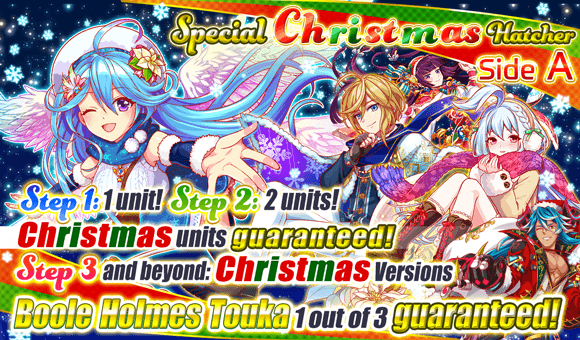 Special Christmas Hatcher
Side A
Step 1: 1 unit! Step 2: 2 units!
Christmas units guaranteed!
Step 3 and beyond: Christmas Versions
Boole Holmes Touka 1 out of 3 guaranteed!